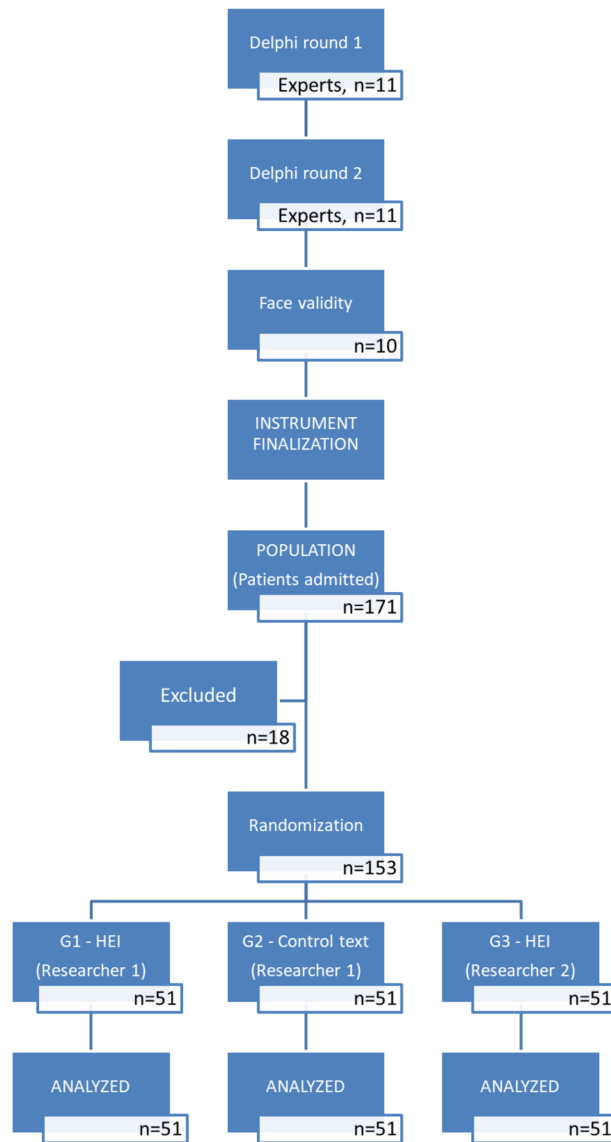 Delphi round 1
Experts, n=11
Delphi round 2
Experts, n=11
Face validity
n=10
INSTRUMENT
FINALIZATION
POPULATION
(Patients admitted)
n=171
Excluded
n=18
Randomization
n=153
G1 - HEI
(Researcher 1)
n=51
G2 - Control text
(Researcher 1)
n=51
G3 - HEI
(Researcher 2)
n=51
ANALYZED
n=51
ANALYZED
n=51
ANALYZED
n=51